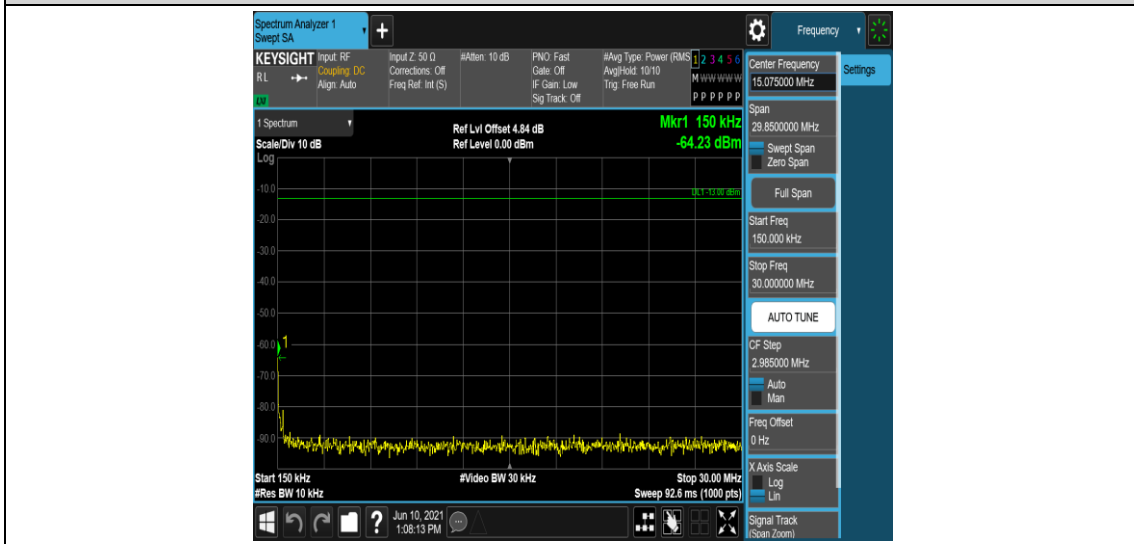 Spectrum Analyzer 1
Swept SA
+
Frequency
KEYSIGHT
RL
LXI
Input: RF
Coupling: DC
Align: Auto
Input Z: 50 Ω
Corrections: Off
Freq Ref: Int (S)
#Atten: 10 dB
PNO: Fast
Gate: Off
IF Gain: Low
Sig Track: Off
#Avg Type: Power (RMS
Avg|Hold: 10/10
Trig: Free Run
1 2 3 4 5 6
M W W W W W
P P P P P P
1 Spectrum
Scale/Div 10 dB
Ref Lvl Offset 4.84 dB
Ref Level 0.00 dBm
Mkr1 150 kHz
-64.23 dBm
Log
DL1 -13.00 dBm
-10.0
-20.0
-30.0
-40.0
-50.0
-60.0
-70.0
-80.0
-90.0
1
Start 150 kHz
#Res BW 10 kHz
#Video BW 30 kHz
Stop 30.00 MHz
Sweep 92.6 ms (1000 pts)
?
Jun 10, 2021
1:08:13 PM
Center Frequency
15.075000 MHz
Settings
Span
29.8500000 MHz
Swept Span
Zero Span
Full Span
Start Freq
150.000 kHz
Stop Freq
30.000000 MHz
AUTO TUNE
CF Step
2.985000 MHz
Auto
Man
Freq Offset
0 Hz
X Axis Scale
Log
Lin
Signal Track
(Span Zoom)